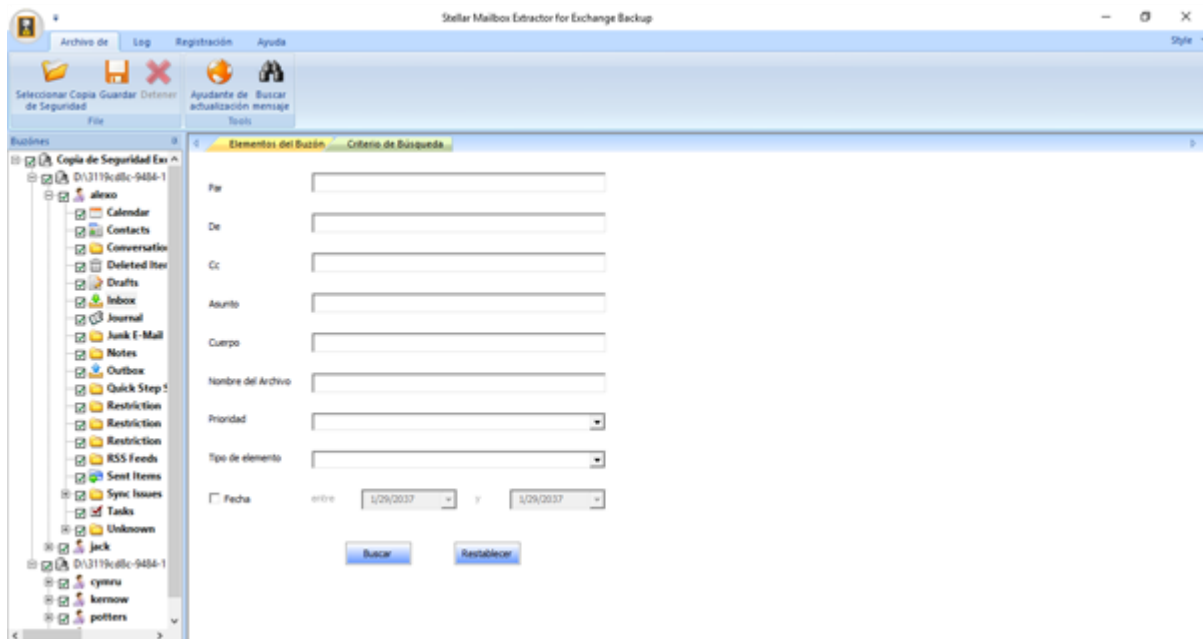 Stellar Mailbox Extractor for Exchange Backup
Archivo de Log Registración Ayuda Style
Seleccionar Copia de Seguridad
Guardar
Detener
Ayudante de actualización
Buscar mensaje
File
Tools
Buzónes
Copia de Seguridad Ex
D:\3119cd8c-9484-1
alexo
Calendar
Contacts
Conversation
Deleted Iter
Drafts
Inbox
Journal
Junk E-Mail
Notes
Outbox
Quick Step S
Restriction
Restriction
Restriction
RSS Feeds
Sent Items
Sync Issues
Tasks
Unknown
jack
D:\3119cd8c-9484-1
cymru
kernow
potters
Elementos del Buzón Criterio de Búsqueda
Par
De
Cc
Asunto
Cuerpo
Nombre del Archivo
Prioridad
Tipo de elemento
Fecha entre 1/29/2037 y 1/29/2037
Buscar Restablecer